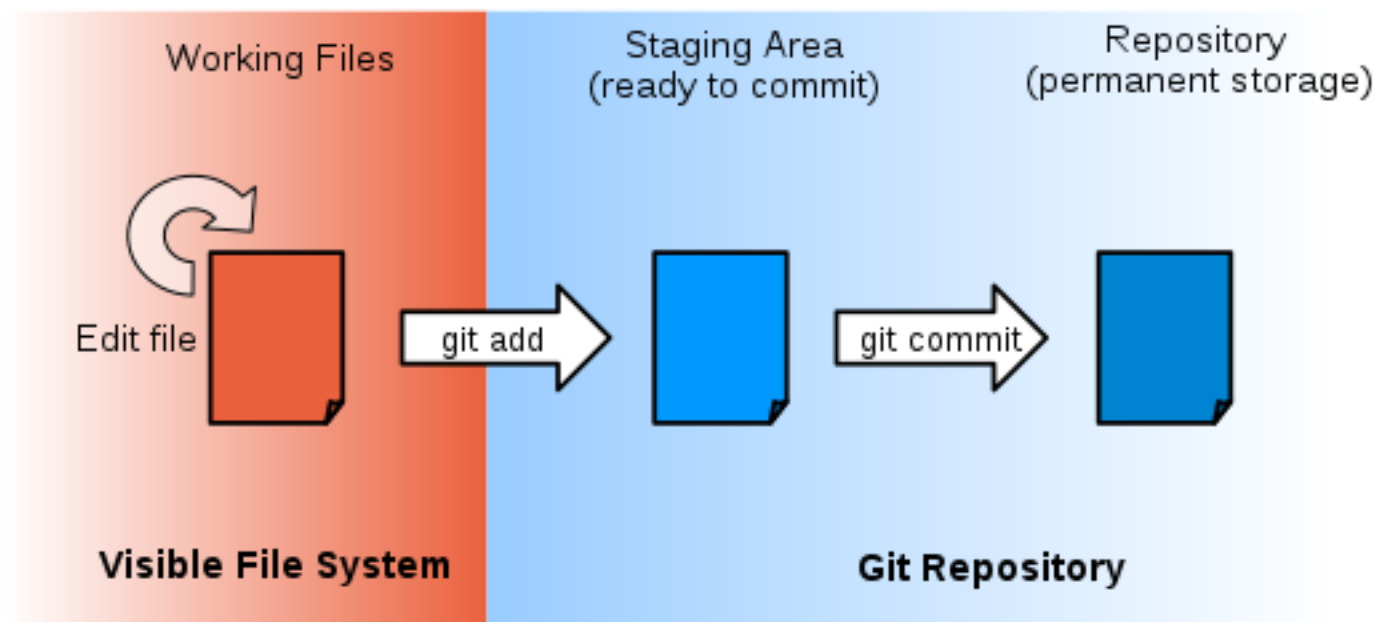 Working Files
Staging Area
(ready to commit)
Repository
(permanent storage)
Edit file
git add
git commit
Visible File System
Git Repository